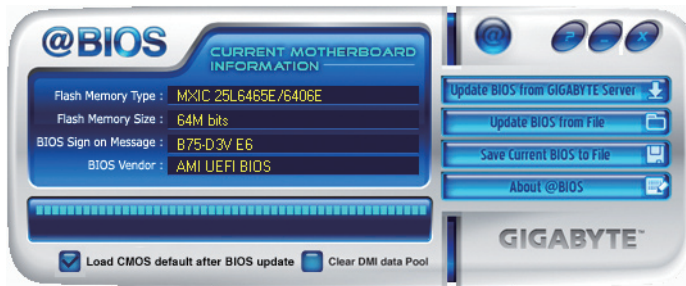 @BIOS
CURRENT MOTHERBOARD
INFORMATION
Flash Memory Type : MXIC 25L6465E/6406E
Flash Memory Size : 64M bits
BIOS Sign on Message : B75-D3V E6
BIOS Vendor : AMI UEFI BIOS
Load CMOS default after BIOS update
Clear DMI data Pool
@
? – X
Update BIOS from GIGABYTE Server
Update BIOS from File
Save Current BIOS to File
About @BIOS
GIGABYTE™